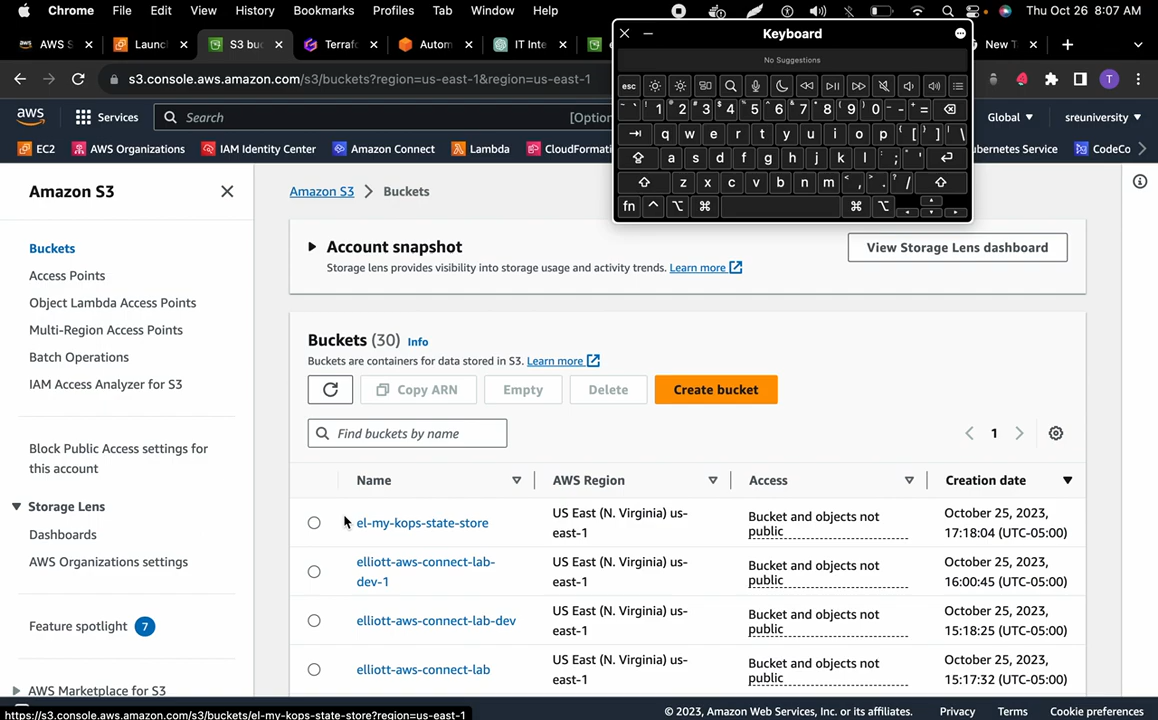 Chrome File Edit View History Bookmarks Profiles Tab Window Help Thu Oct 26 8:07 AM
AWS S Launc S3 buc Terrafo Autom IT Inte New T
s3.console.aws.amazon.com/s3/buckets?region=us-east-1&region=us-east-1 T
Keyboard
No Suggestions
esc
~ ` ! 1 @ 2 # 3 $ 4 % 5 ^ 6 & 7 * 8 ( 9 ) 0 _ - + =
q w e r t y u i o p { [ } ] | \
a s d f g h j k l : ; " '
z x c v b n m < , > . ? /
fn
aws Services Search [Option Global sreuniversity
EC2 AWS Organizations IAM Identity Center Amazon Connect Lambda CloudFormati ubernetes Service CodeCo
Amazon S3
Buckets
Access Points
Object Lambda Access Points
Multi-Region Access Points
Batch Operations
IAM Access Analyzer for S3
Block Public Access settings for
this account
Storage Lens
Dashboards
AWS Organizations settings
Feature spotlight 7
AWS Marketplace for S3
Amazon S3 > Buckets
Account snapshot
Storage lens provides visibility into storage usage and activity trends. Learn more
View Storage Lens dashboard
Buckets (30) Info
Buckets are containers for data stored in S3. Learn more
Copy ARN Empty Delete Create bucket
Find buckets by name
1
Name AWS Region Access Creation date
el-my-kops-state-store US East (N. Virginia) us-east-1 Bucket and objects not public October 25, 2023, 17:18:04 (UTC-05:00)
elliott-aws-connect-lab-dev-1 US East (N. Virginia) us-east-1 Bucket and objects not public October 25, 2023, 16:00:45 (UTC-05:00)
elliott-aws-connect-lab-dev US East (N. Virginia) us-east-1 Bucket and objects not public October 25, 2023, 15:18:25 (UTC-05:00)
elliott-aws-connect-lab US East (N. Virginia) us-east-1 Bucket and objects not public October 25, 2023, 15:17:32 (UTC-05:00)
https://s3.console.aws.amazon.com/s3/buckets/el-my-kops-state-store?region=us-east-1
© 2023, Amazon Web Services, Inc. or its affiliates. Privacy Terms Cookie preferences